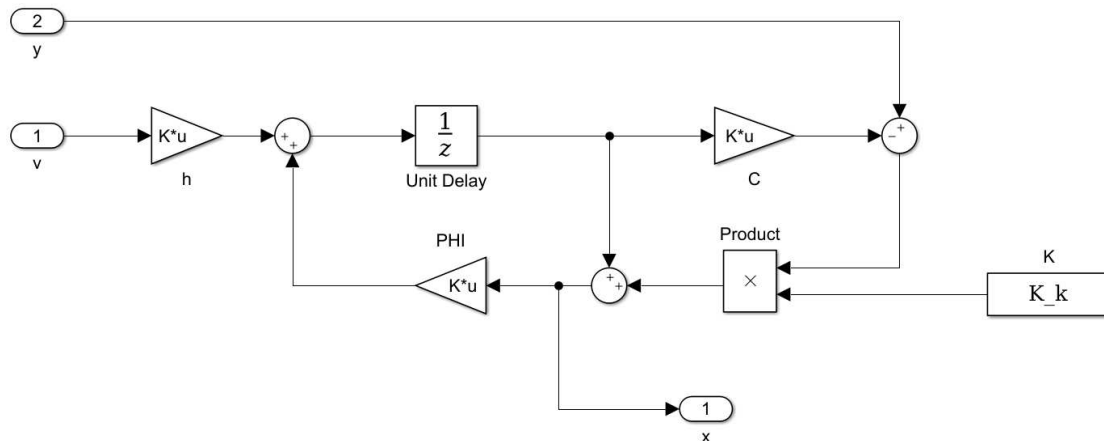 2
y
1
v
K*u
h
+
+
1
z
Unit Delay
K*u
C
+
−
PHI
K*u
+
+
Product
×
K
K_k
1
x